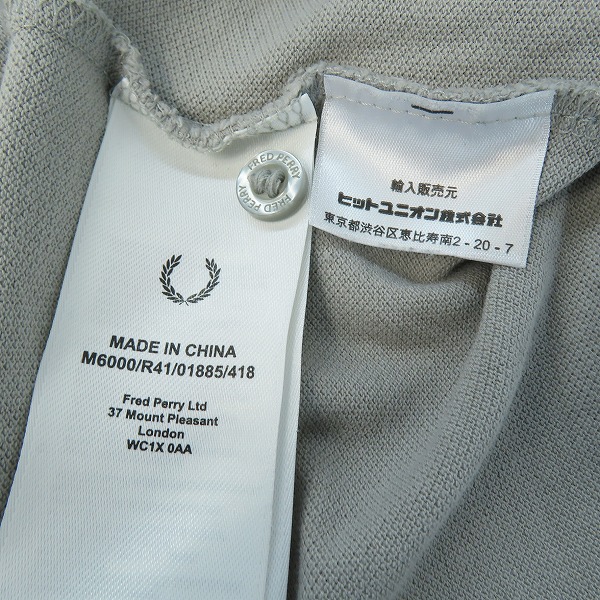 FRED PERRY
FRED PERRY
MADE IN CHINA
M6000/R41/01885/418
Fred Perry Ltd
37 Mount Pleasant
London
WC1X 0AA
輸入販売元
ヒットユニオン株式会社
東京都渋谷区恵比寿南2-20-7